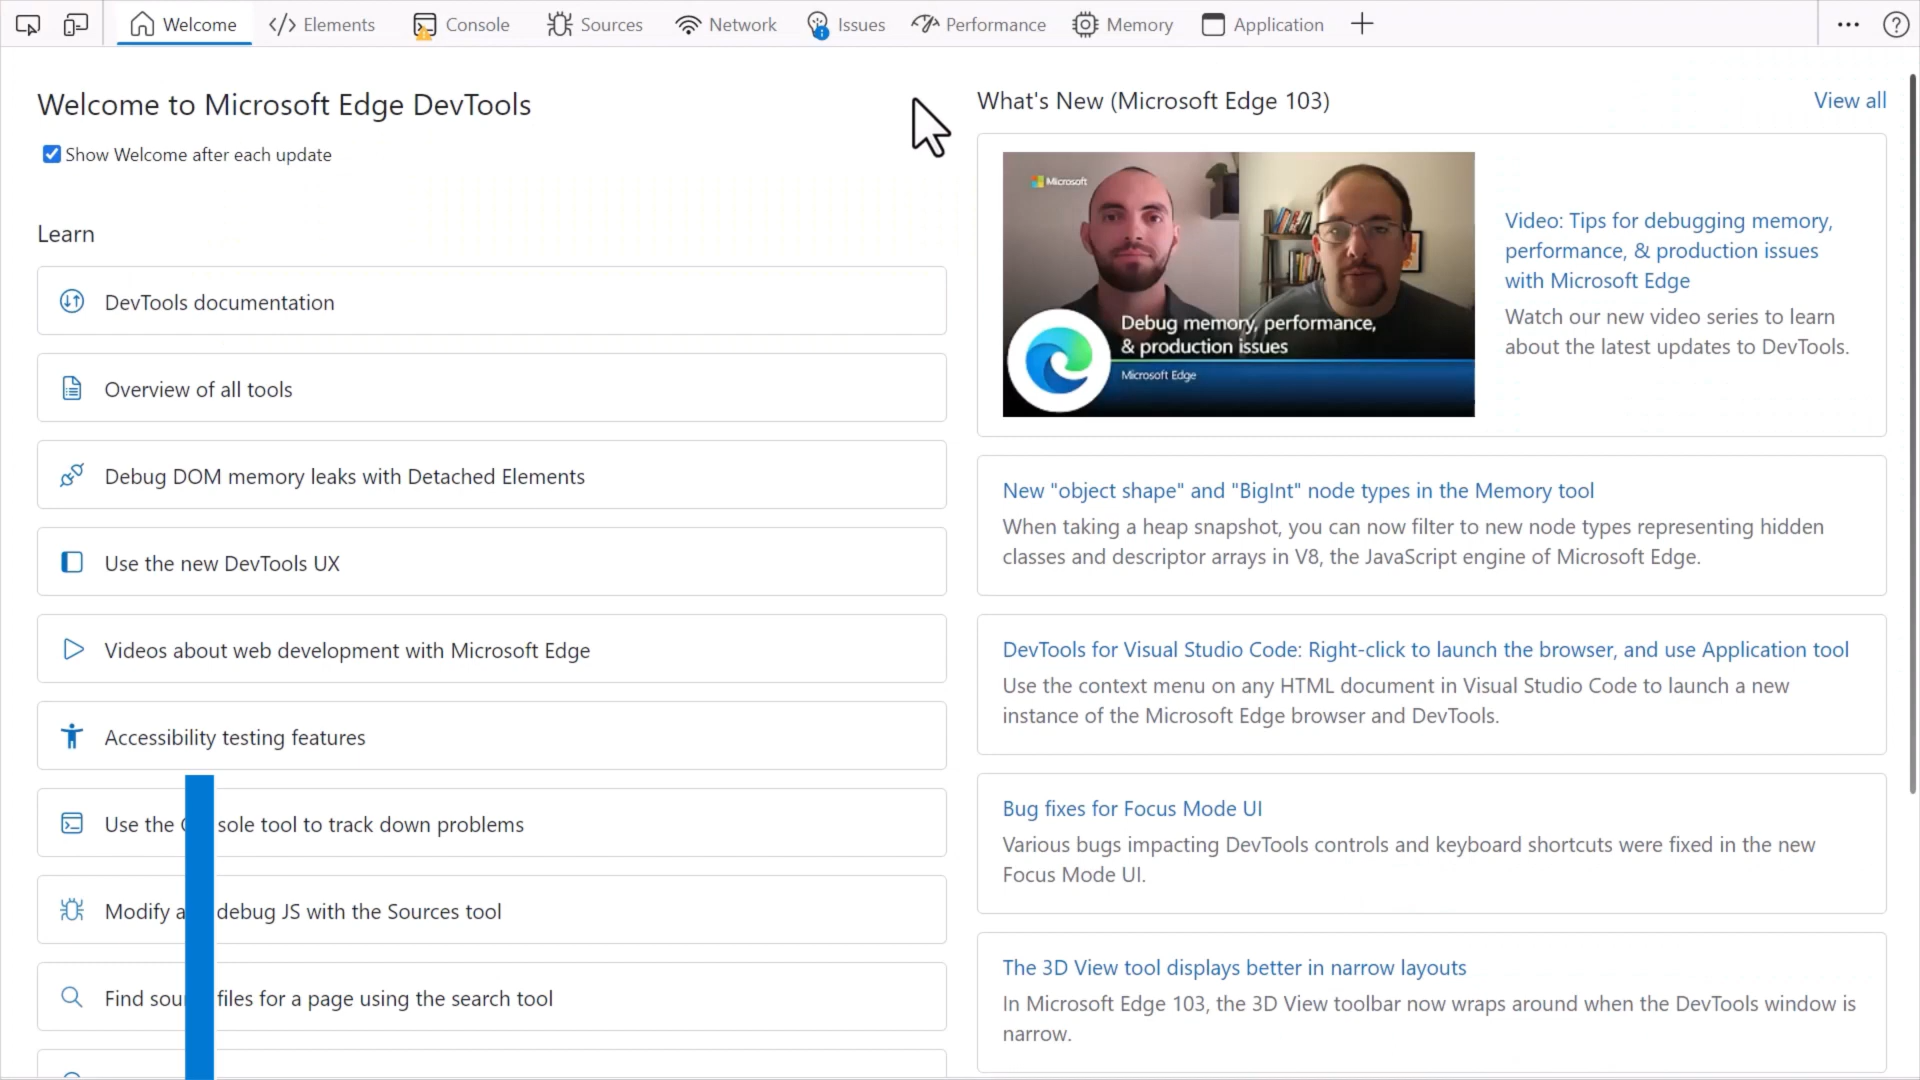 Welcome
Elements
Console
Sources
Network
Issues
Performance
Memory
Application
Welcome to Microsoft Edge DevTools
Show Welcome after each update
Learn
DevTools documentation
Overview of all tools
Debug DOM memory leaks with Detached Elements
Use the new DevTools UX
Videos about web development with Microsoft Edge
Accessibility testing features
Use the sole tool to track down problems
Modify a debug JS with the Sources tool
Find sou files for a page using the search tool
What's New (Microsoft Edge 103)
View all
Microsoft
Debug memory, performance,
& production issues
Microsoft Edge
Video: Tips for debugging memory,
performance, & production issues
with Microsoft Edge
Watch our new video series to learn
about the latest updates to DevTools.
New "object shape" and "BigInt" node types in the Memory tool
When taking a heap snapshot, you can now filter to new node types representing hidden
classes and descriptor arrays in V8, the JavaScript engine of Microsoft Edge.
DevTools for Visual Studio Code: Right-click to launch the browser, and use Application tool
Use the context menu on any HTML document in Visual Studio Code to launch a new
instance of the Microsoft Edge browser and DevTools.
Bug fixes for Focus Mode UI
Various bugs impacting DevTools controls and keyboard shortcuts were fixed in the new
Focus Mode UI.
The 3D View tool displays better in narrow layouts
In Microsoft Edge 103, the 3D View toolbar now wraps around when the DevTools window is
narrow.